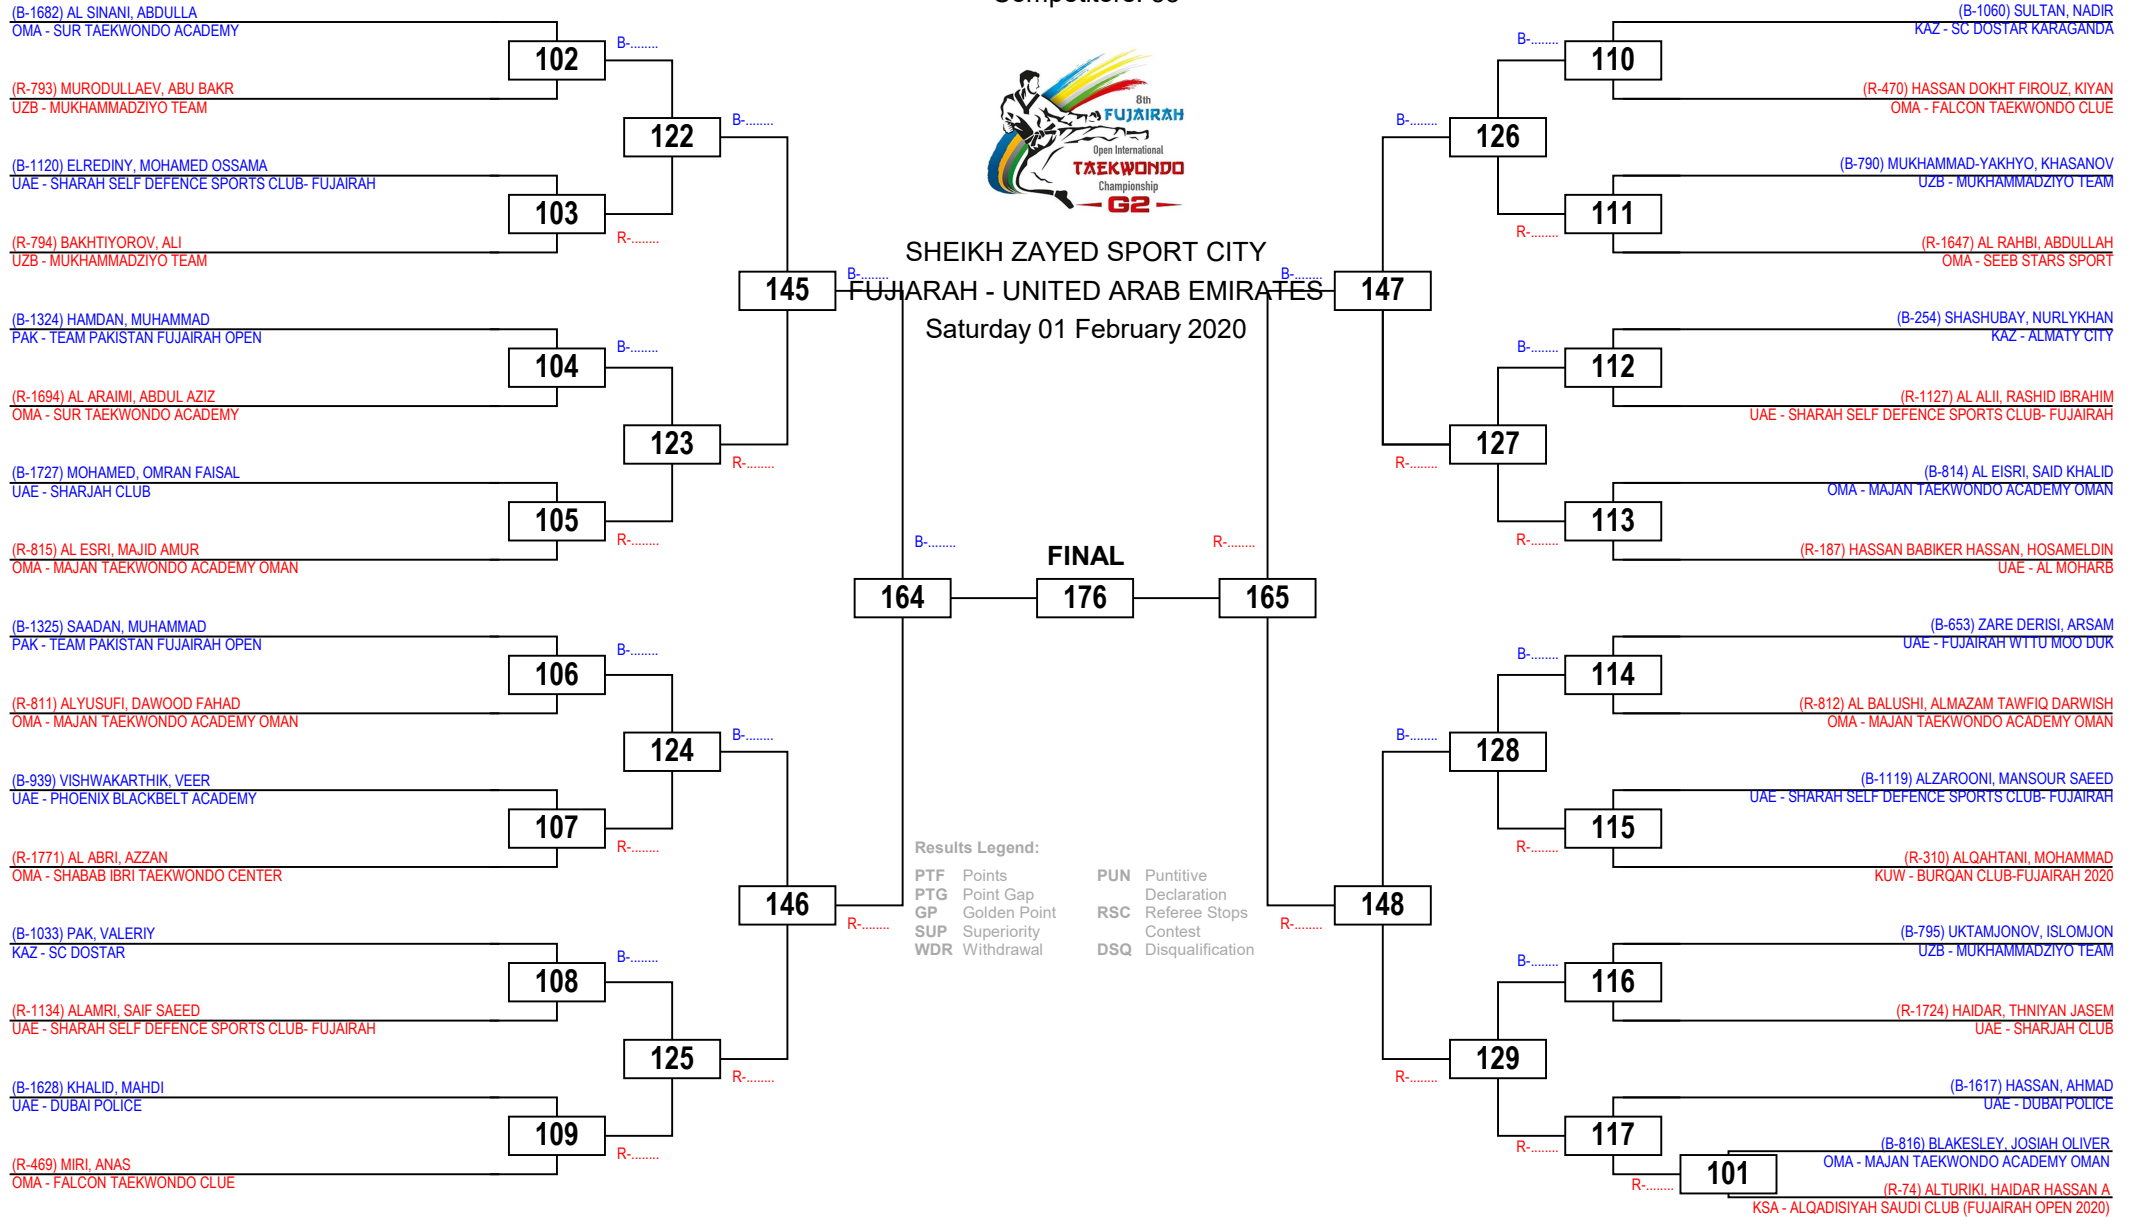 (B-1682) AL SINANI, ABDULLA
OMA - SUR TAEKWONDO ACADEMY
102
B-........
(R-793) MURODULLAEV, ABU BAKR
UZB - MUKHAMMADZIYO TEAM
122
B-........
(B-1120) ELREDINY, MOHAMED OSSAMA
UAE - SHARAH SELF DEFENCE SPORTS CLUB- FUJAIRAH
103
R-........
(R-794) BAKHTIYOROV, ALI
UZB - MUKHAMMADZIYO TEAM
145
B-........
(B-1324) HAMDAN, MUHAMMAD
PAK - TEAM PAKISTAN FUJAIRAH OPEN
104
B-........
(R-1694) AL ARAIMI, ABDUL AZIZ
OMA - SUR TAEKWONDO ACADEMY
123
R-........
(B-1727) MOHAMED, OMRAN FAISAL
UAE - SHARJAH CLUB
105
R-........
(R-815) AL ESRI, MAJID AMUR
OMA - MAJAN TAEKWONDO ACADEMY OMAN
164
B-........
(B-1325) SAADAN, MUHAMMAD
PAK - TEAM PAKISTAN FUJAIRAH OPEN
106
B-........
(R-811) ALYUSUFI, DAWOOD FAHAD
OMA - MAJAN TAEKWONDO ACADEMY OMAN
124
B-........
(B-939) VISHWAKARTHIK, VEER
UAE - PHOENIX BLACKBELT ACADEMY
107
R-........
(R-1771) AL ABRI, AZZAN
OMA - SHABAB IBRI TAEKWONDO CENTER
146
R-........
(B-1033) PAK, VALERIY
KAZ - SC DOSTAR
108
B-........
(R-1134) ALAMRI, SAIF SAEED
UAE - SHARAH SELF DEFENCE SPORTS CLUB- FUJAIRAH
125
R-........
(B-1628) KHALID, MAHDI
UAE - DUBAI POLICE
109
R-........
(R-469) MIRI, ANAS
OMA - FALCON TAEKWONDO CLUE
8th
FUJAIRAH
Open International
TAEKWONDO
Championship
G2
SHEIKH ZAYED SPORT CITY
FUJIARAH - UNITED ARAB EMIRATES
Saturday 01 February 2020
FINAL
176
Results Legend:
PTF Points
PTG Point Gap
GP Golden Point
SUP Superiority
WDR Withdrawal
PUN Puntitive
Declaration
RSC Referee Stops
Contest
DSQ Disqualification
(B-1060) SULTAN, NADIR
KAZ - SC DOSTAR KARAGANDA
B-........
110
(R-470) HASSAN DOKHT FIROUZ, KIYAN
OMA - FALCON TAEKWONDO CLUE
B-........
126
(B-790) MUKHAMMAD-YAKHYO, KHASANOV
UZB - MUKHAMMADZIYO TEAM
R-........
111
(R-1647) AL RAHBI, ABDULLAH
OMA - SEEB STARS SPORT
B-........
147
(B-254) SHASHUBAY, NURLYKHAN
KAZ - ALMATY CITY
B-........
112
(R-1127) AL ALII, RASHID IBRAHIM
UAE - SHARAH SELF DEFENCE SPORTS CLUB- FUJAIRAH
R-........
127
(B-814) AL EISRI, SAID KHALID
OMA - MAJAN TAEKWONDO ACADEMY OMAN
R-........
113
(R-187) HASSAN BABIKER HASSAN, HOSAMELDIN
UAE - AL MOHARB
R-........
165
(B-653) ZARE DERISI, ARSAM
UAE - FUJAIRAH WTTU MOO DUK
B-........
114
(R-812) AL BALUSHI, ALMAZAM TAWFIQ DARWISH
OMA - MAJAN TAEKWONDO ACADEMY OMAN
B-........
128
(B-1119) ALZAROONI, MANSOUR SAEED
UAE - SHARAH SELF DEFENCE SPORTS CLUB- FUJAIRAH
R-........
115
(R-310) ALQAHTANI, MOHAMMAD
KUW - BURQAN CLUB-FUJAIRAH 2020
R-........
148
(B-795) UKTAMJONOV, ISLOMJON
UZB - MUKHAMMADZIYO TEAM
B-........
116
(R-1724) HAIDAR, THNIYAN JASEM
UAE - SHARJAH CLUB
R-........
129
(B-1617) HASSAN, AHMAD
UAE - DUBAI POLICE
R-........
117
(B-816) BLAKESLEY, JOSIAH OLIVER
OMA - MAJAN TAEKWONDO ACADEMY OMAN
R-........
101
(R-74) ALTURIKI, HAIDAR HASSAN A
KSA - ALQADISIYAH SAUDI CLUB (FUJAIRAH OPEN 2020)